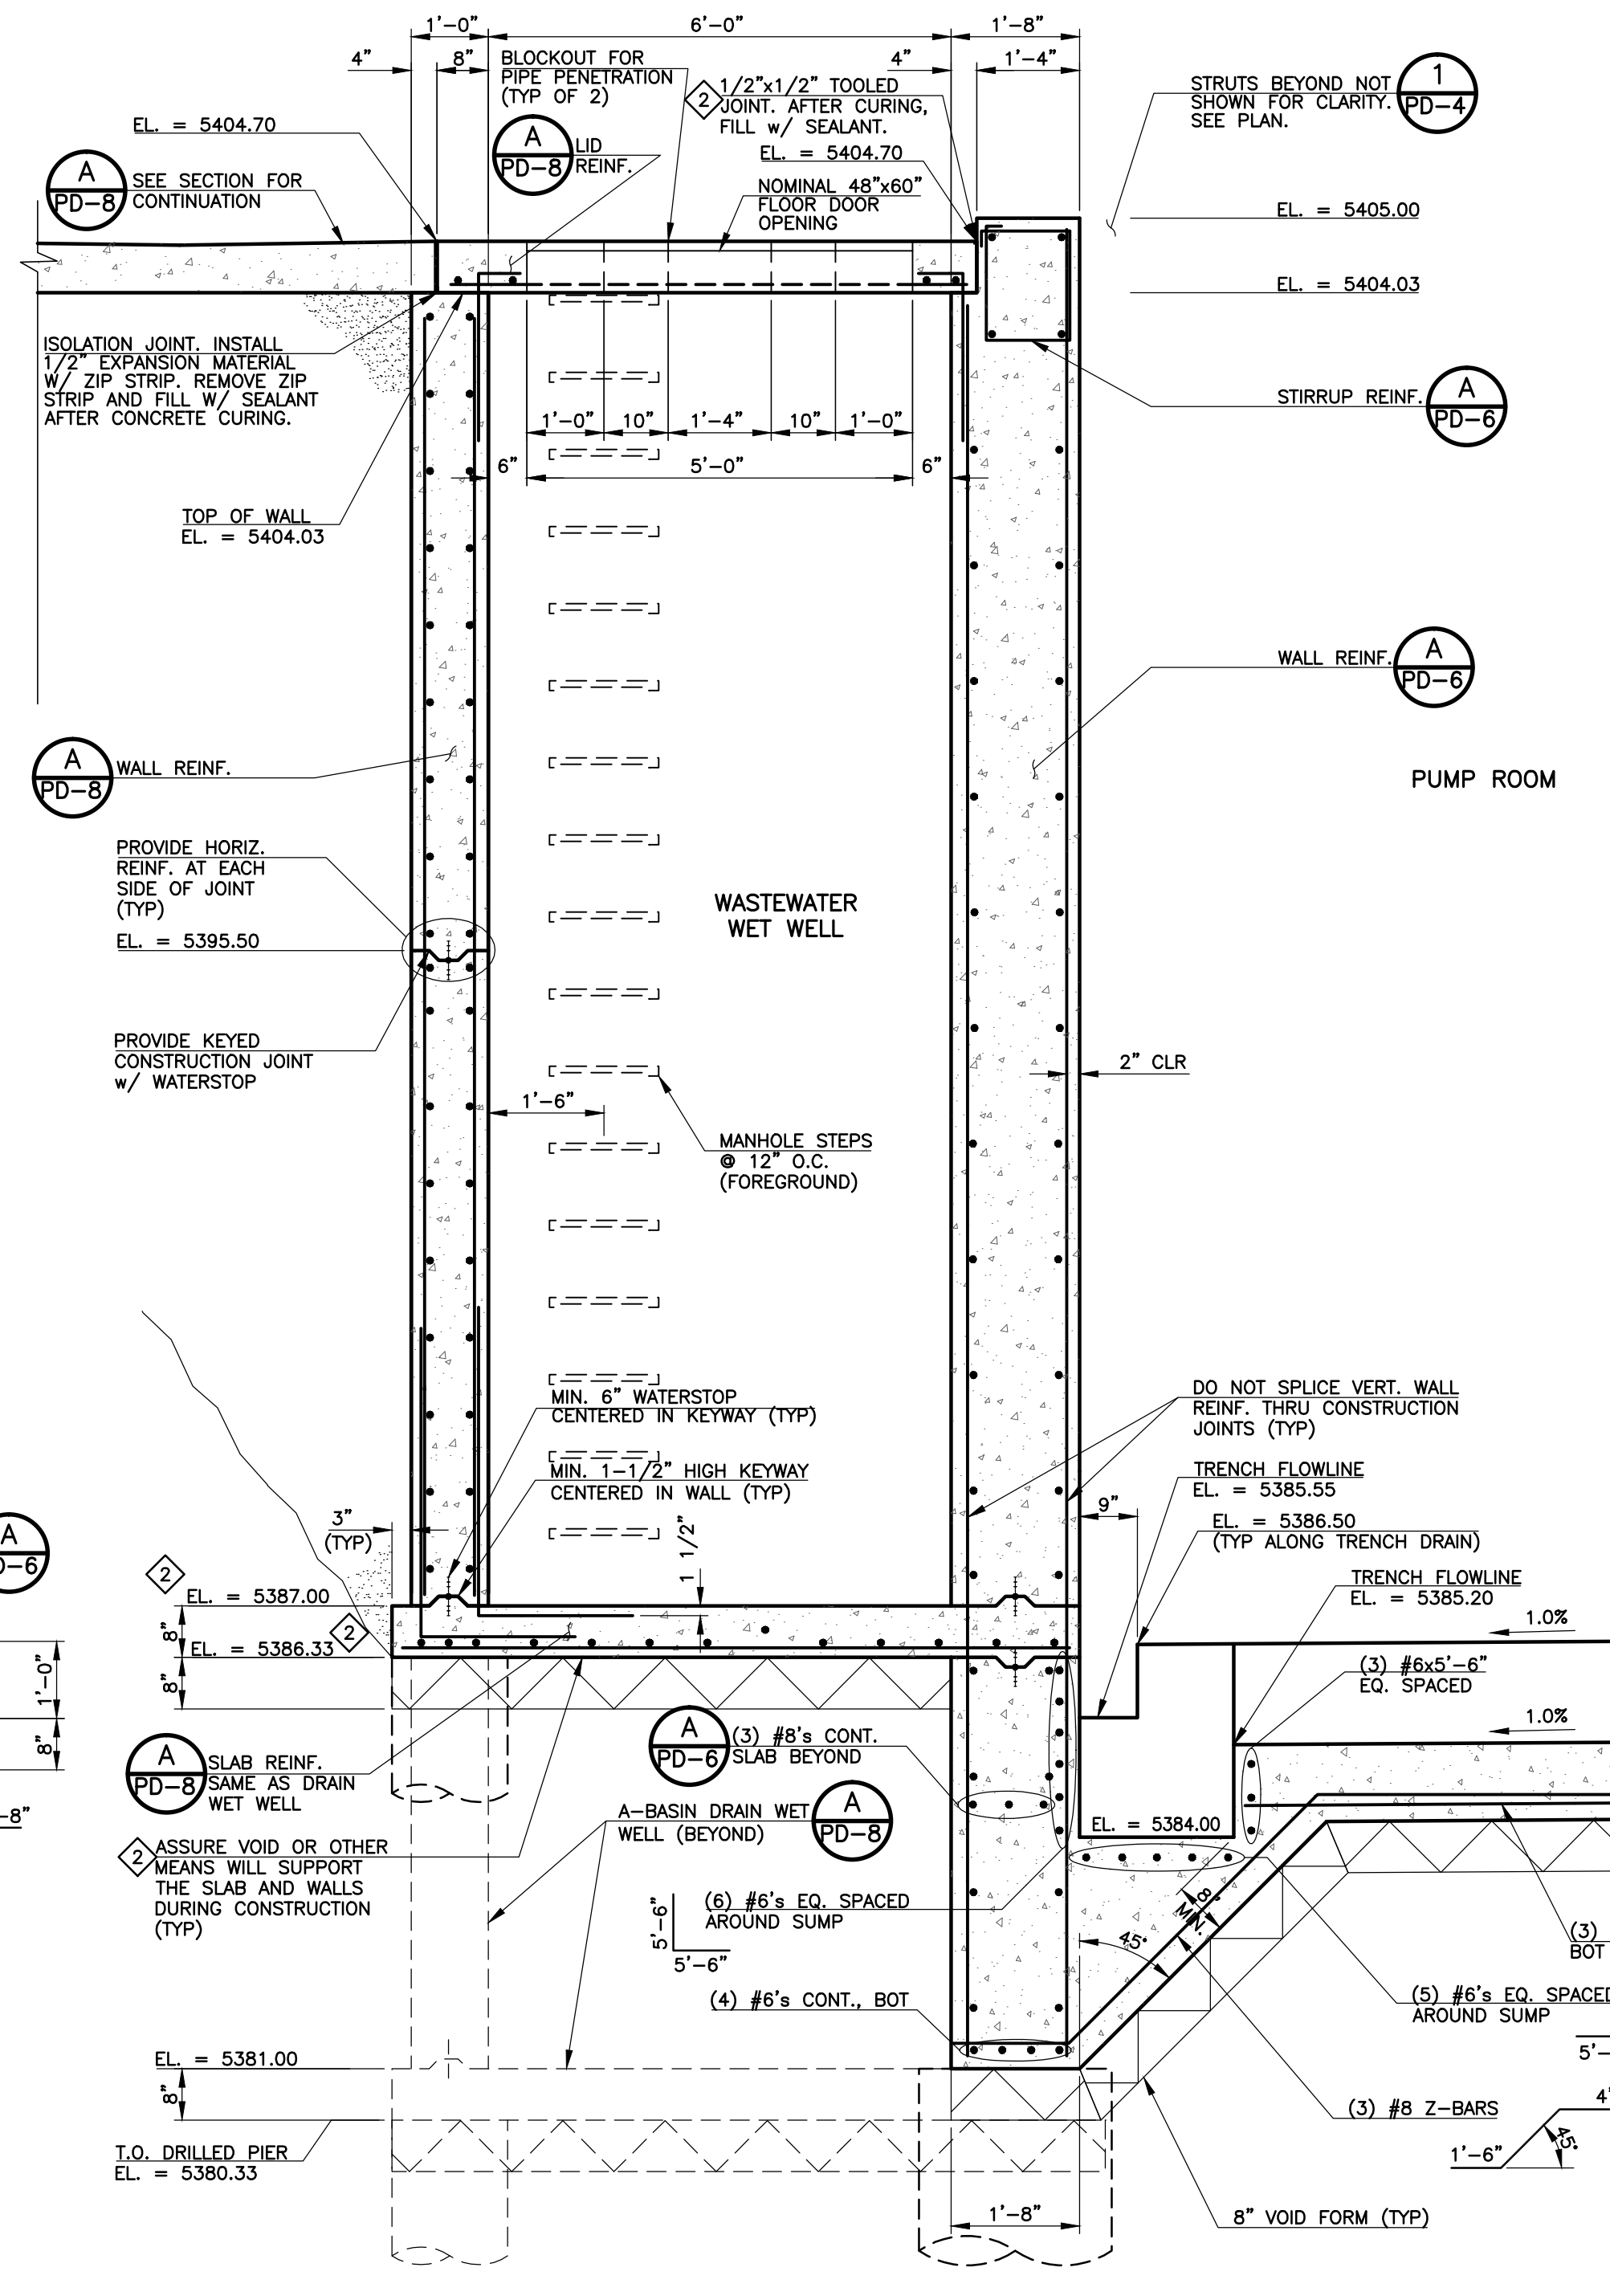 1'-0"
6'-0"
1'-8"
4"
8"
4"
1'-4"
BLOCKOUT FOR
PIPE PENETRATION
(TYP OF 2)
2
1/2"x1/2" TOOLED
JOINT. AFTER CURING,
FILL w/ SEALANT.
STRUTS BEYOND NOT
SHOWN FOR CLARITY.
SEE PLAN.
1
PD-4
EL. = 5404.70
A
PD-8
LID
REINF.
EL. = 5404.70
A
PD-8
SEE SECTION FOR
CONTINUATION
NOMINAL 48"x60"
FLOOR DOOR
OPENING
EL. = 5405.00
EL. = 5404.03
ISOLATION JOINT. INSTALL
1/2" EXPANSION MATERIAL
W/ ZIP STRIP. REMOVE ZIP
STRIP AND FILL W/ SEALANT
AFTER CONCRETE CURING.
STIRRUP REINF.
A
PD-6
1'-0"
10"
1'-4"
10"
1'-0"
6"
5'-0"
6"
TOP OF WALL
EL. = 5404.03
WALL REINF.
A
PD-6
A
PD-8
WALL REINF.
PUMP ROOM
PROVIDE HORIZ.
REINF. AT EACH
SIDE OF JOINT
(TYP)
EL. = 5395.50
WASTEWATER
WET WELL
PROVIDE KEYED
CONSTRUCTION JOINT
w/ WATERSTOP
2" CLR
1'-6"
MANHOLE STEPS
@ 12" O.C.
(FOREGROUND)
MIN. 6" WATERSTOP
CENTERED IN KEYWAY (TYP)
DO NOT SPLICE VERT. WALL
REINF. THRU CONSTRUCTION
JOINTS (TYP)
MIN. 1-1/2" HIGH KEYWAY
CENTERED IN WALL (TYP)
TRENCH FLOWLINE
EL. = 5385.55
9"
3"
(TYP)
1 1/2"
EL. = 5386.50
(TYP ALONG TRENCH DRAIN)
A
D-6
2
EL. = 5387.00
TRENCH FLOWLINE
EL. = 5385.20
1.0%
8"
2
EL. = 5386.33
8"
1'-0"
8"
(3) #6x5'-6"
EQ. SPACED
1.0%
A
PD-8
SLAB REINF.
SAME AS DRAIN
WET WELL
A
PD-6
(3) #8's CONT.
SLAB BEYOND
-8"
A-BASIN DRAIN WET
WELL (BEYOND)
A
PD-8
EL. = 5384.00
2
ASSURE VOID OR OTHER
MEANS WILL SUPPORT
THE SLAB AND WALLS
DURING CONSTRUCTION
(TYP)
5'-6"
5'-6"
(6) #6's EQ. SPACED
AROUND SUMP
8"
MIN.
45°
(3)
BOT
(4) #6's CONT., BOT
(5) #6's EQ. SPACED
AROUND SUMP
5'-
EL. = 5381.00
8"
(3) #8 Z-BARS
4'
1'-6"
45°
T.O. DRILLED PIER
EL. = 5380.33
1'-8"
8" VOID FORM (TYP)